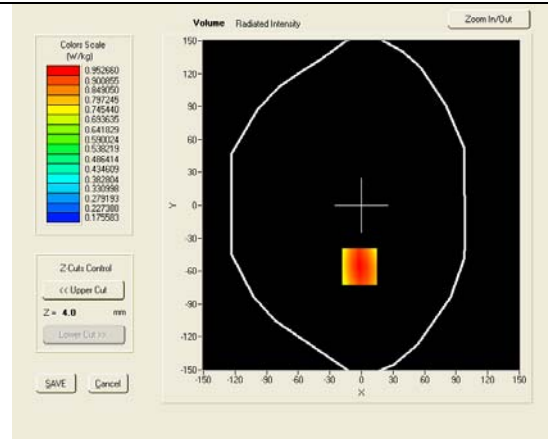 Volume Radiated Intensity
Zoom In/Out
Colors Scale
(W/kg)
0.952660
0.900855
0.849050
0.797245
0.745440
0.693635
0.641829
0.590024
0.538219
0.486414
0.434609
0.382804
0.330998
0.279193
0.227388
0.175583
Z-Cuts Control
<< Upper Cut
Z = 4.0 mm
Lower Cut >>
SAVE Cancel
150
90
60
30
0
-30
-60
-90
-120
-150
Y
-150 -120 -90 -60 -30 0 30 60 90 120 150
X